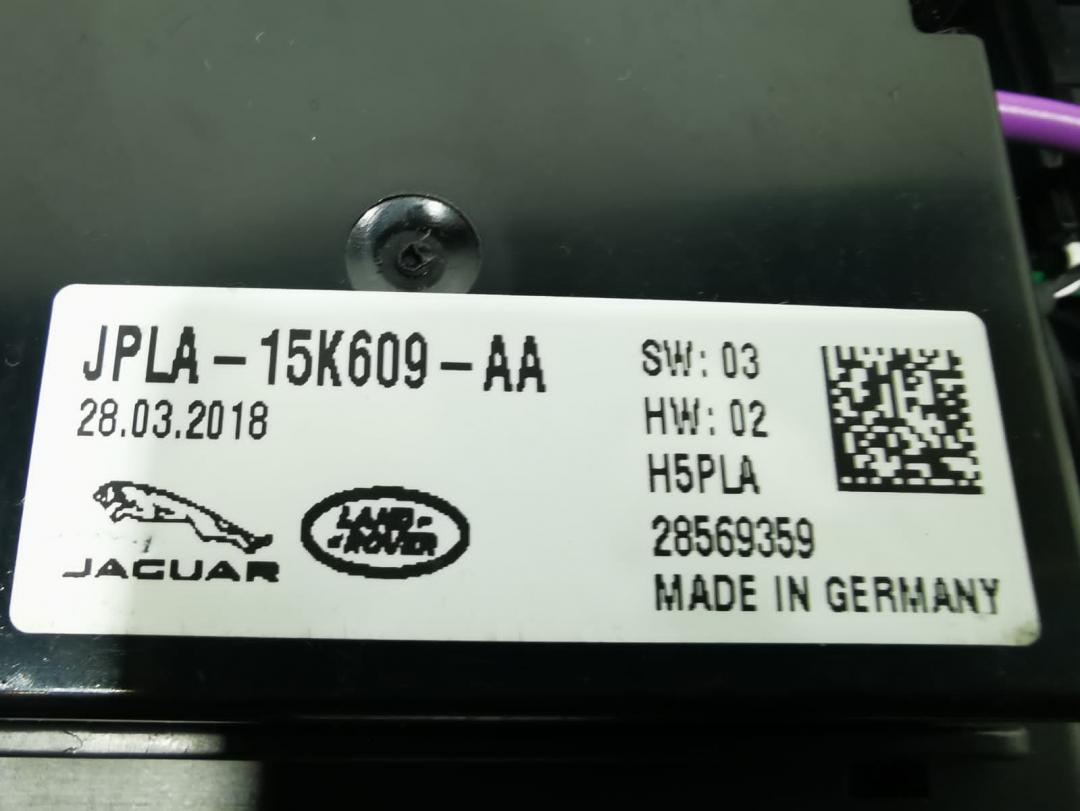 JPLA-15K609-AA
28.03.2018
JAGUAR
LAND-
ROVER
SW: 03
HW: 02
H5PLA
28569359
MADE IN GERMANY